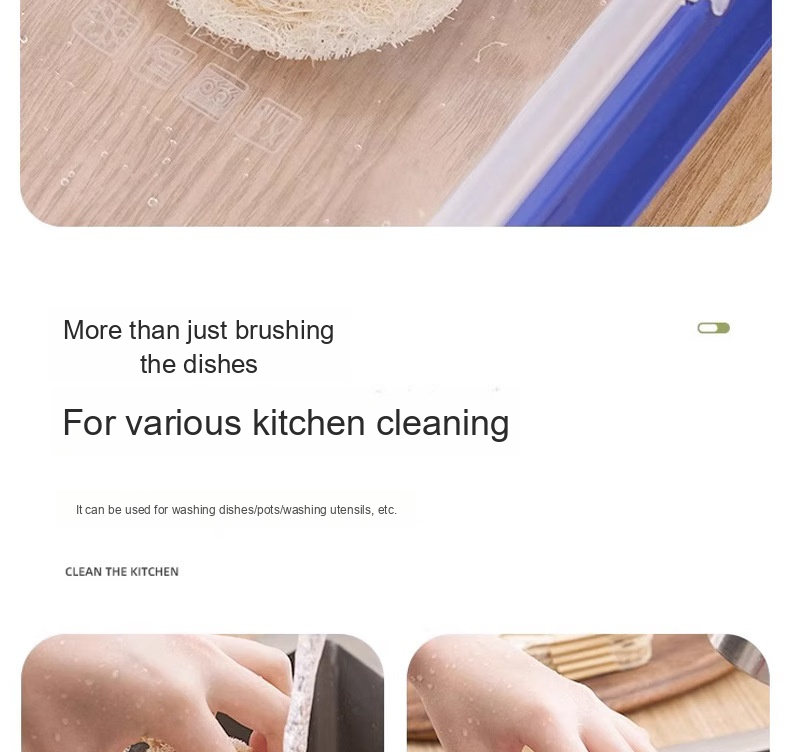 More than just brushing
the dishes
For various kitchen cleaning
It can be used for washing dishes/pots/washing utensils, etc.
CLEAN THE KITCHEN